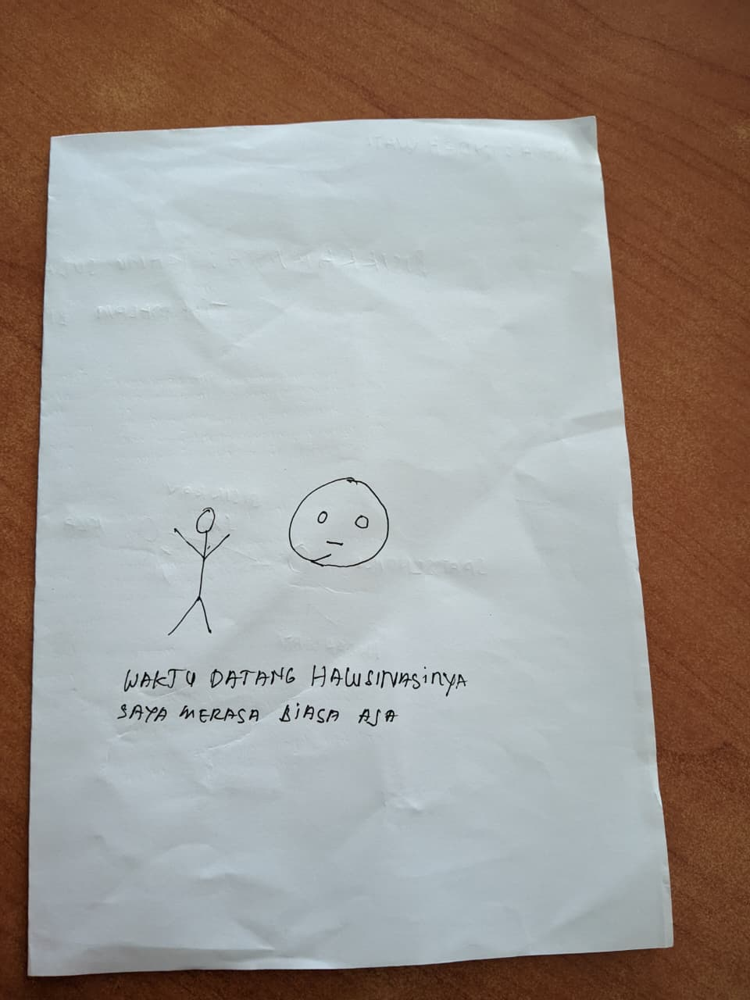 WAKTU DATANG HALUSINASinYA
SAYA MERASA BiASA AJA